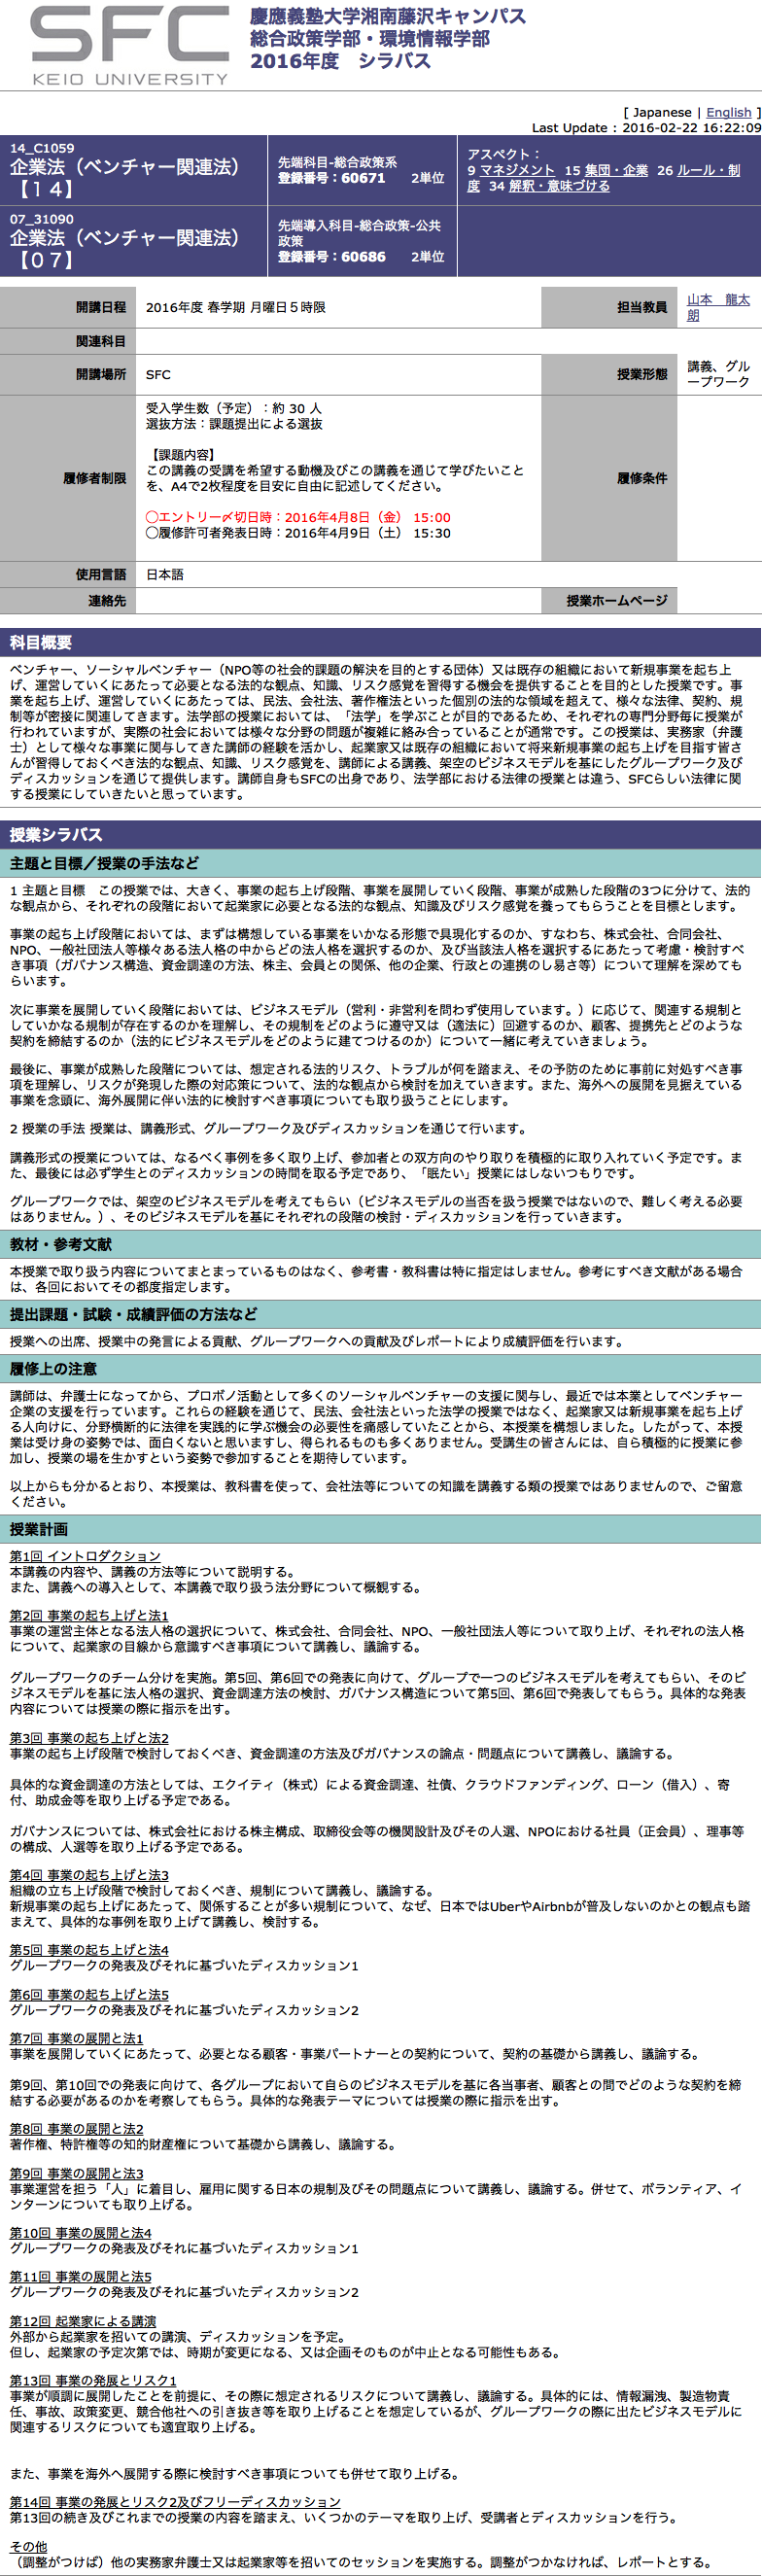 SFC
KEIO UNIVERSITY
慶應義塾大学湘南藤沢キャンパス
総合政策学部・環境情報学部
2016年度　シラバス
[ Japanese | English ]
Last Update : 2016-02-22 16:22:09
14_C1059
企業法（ベンチャー関連法）
【１４】
先端科目-総合政策系
登録番号：60671　　2単位
アスペクト：
9 マネジメント 15 集団・企業 26 ルール・制
度 34 解釈・意味づける
07_31090
企業法（ベンチャー関連法）
【０７】
先端導入科目-総合政策-公共
政策
登録番号：60686　　2単位
開講日程
2016年度 春学期 月曜日５時限
担当教員
山本　龍太
朗
関連科目
開講場所
SFC
授業形態
講義、グル
ープワーク
履修者制限
受入学生数（予定）：約 30 人
選抜方法：課題提出による選抜
【課題内容】
この講義の受講を希望する動機及びこの講義を通じて学びたいこと
を、A4で2枚程度を目安に自由に記述してください。
◯エントリー〆切日時：2016年4月8日（金） 15:00
◯履修許可者発表日時：2016年4月9日（土） 15:30
履修条件
使用言語
日本語
連絡先
授業ホームページ
科目概要
ベンチャー、ソーシャルベンチャー（NPO等の社会的課題の解決を目的とする団体）又は既存の組織において新規事業を起ち上
げ、運営していくにあたって必要となる法的な観点、知識、リスク感覚を習得する機会を提供することを目的とした授業です。事
業を起ち上げ、運営していくにあたっては、民法、会社法、著作権法といった個別の法的な領域を超えて、様々な法律、契約、規
制等が密接に関連してきます。法学部の授業においては、「法学」を学ぶことが目的であるため、それぞれの専門分野毎に授業が
行われていますが、実際の社会においては様々な分野の問題が複雑に絡み合っていることが通常です。この授業は、実務家（弁護
士）として様々な事業に関与してきた講師の経験を活かし、起業家又は既存の組織において将来新規事業の起ち上げを目指す皆さ
んが習得しておくべき法的な観点、知識、リスク感覚を、講師による講義、架空のビジネスモデルを基にしたグループワーク及び
ディスカッションを通じて提供します。講師自身もSFCの出身であり、法学部における法律の授業とは違う、SFCらしい法律に関
する授業にしていきたいと思っています。
授業シラバス
主題と目標／授業の手法など
1 主題と目標　この授業では、大きく、事業の起ち上げ段階、事業を展開していく段階、事業が成熟した段階の3つに分けて、法的
な観点から、それぞれの段階において起業家に必要となる法的な観点、知識及びリスク感覚を養ってもらうことを目標とします。
事業の起ち上げ段階においては、まずは構想している事業をいかなる形態で具現化するのか、すなわち、株式会社、合同会社、
NPO、一般社団法人等様々ある法人格の中からどの法人格を選択するのか、及び当該法人格を選択するにあたって考慮・検討すべ
き事項（ガバナンス構造、資金調達の方法、株主、会員との関係、他の企業、行政との連携のし易さ等）について理解を深めても
らいます。
次に事業を展開していく段階においては、ビジネスモデル（営利・非営利を問わず使用しています。）に応じて、関連する規制と
していかなる規制が存在するのかを理解し、その規制をどのように遵守又は（適法に）回避するのか、顧客、提携先とどのような
契約を締結するのか（法的にビジネスモデルをどのように建てつけるのか）について一緒に考えていきましょう。
最後に、事業が成熟した段階については、想定される法的リスク、トラブルが何を踏まえ、その予防のために事前に対処すべき事
項を理解し、リスクが発現した際の対応策について、法的な観点から検討を加えていきます。また、海外への展開を見据えている
事業を念頭に、海外展開に伴い法的に検討すべき事項についても取り扱うことにします。
2 授業の手法 授業は、講義形式、グループワーク及びディスカッションを通じて行います。
講義形式の授業については、なるべく事例を多く取り上げ、参加者との双方向のやり取りを積極的に取り入れていく予定です。ま
た、最後には必ず学生とのディスカッションの時間を取る予定であり、「眠たい」授業にはしないつもりです。
グループワークでは、架空のビジネスモデルを考えてもらい（ビジネスモデルの当否を扱う授業ではないので、難しく考える必要
はありません。）、そのビジネスモデルを基にそれぞれの段階の検討・ディスカッションを行っていきます。
教材・参考文献
本授業で取り扱う内容についてまとまっているものはなく、参考書・教科書は特に指定はしません。参考にすべき文献がある場合
は、各回においてその都度指定します。
提出課題・試験・成績評価の方法など
授業への出席、授業中の発言による貢献、グループワークへの貢献及びレポートにより成績評価を行います。
履修上の注意
講師は、弁護士になってから、プロボノ活動として多くのソーシャルベンチャーの支援に関与し、最近では本業としてベンチャー
企業の支援を行っています。これらの経験を通じて、民法、会社法といった法学の授業ではなく、起業家又は新規事業を起ち上げ
る人向けに、分野横断的に法律を実践的に学ぶ機会の必要性を痛感していたことから、本授業を構想しました。したがって、本授
業は受け身の姿勢では、面白くないと思いますし、得られるものも多くありません。受講生の皆さんには、自ら積極的に授業に参
加し、授業の場を生かすという姿勢で参加することを期待しています。
以上からも分かるとおり、本授業は、教科書を使って、会社法等についての知識を講義する類の授業ではありませんので、ご留意
ください。
授業計画
第1回 イントロダクション
本講義の内容や、講義の方法等について説明する。
また、講義への導入として、本講義で取り扱う法分野について概観する。
第2回 事業の起ち上げと法1
事業の運営主体となる法人格の選択について、株式会社、合同会社、NPO、一般社団法人等について取り上げ、それぞれの法人格
について、起業家の目線から意識すべき事項について講義し、議論する。
グループワークのチーム分けを実施。第5回、第6回での発表に向けて、グループで一つのビジネスモデルを考えてもらい、そのビ
ジネスモデルを基に法人格の選択、資金調達方法の検討、ガバナンス構造について第5回、第6回で発表してもらう。具体的な発表
内容については授業の際に指示を出す。
第3回 事業の起ち上げと法2
事業の起ち上げ段階で検討しておくべき、資金調達の方法及びガバナンスの論点・問題点について講義し、議論する。
具体的な資金調達の方法としては、エクイティ（株式）による資金調達、社債、クラウドファンディング、ローン（借入）、寄
付、助成金等を取り上げる予定である。
ガバナンスについては、株式会社における株主構成、取締役会等の機関設計及びその人選、NPOにおける社員（正会員）、理事等
の構成、人選等を取り上げる予定である。
第4回 事業の起ち上げと法3
組織の立ち上げ段階で検討しておくべき、規制について講義し、議論する。
新規事業の起ち上げにあたって、関係することが多い規制について、なぜ、日本ではUberやAirbnbが普及しないのかとの観点も踏
まえて、具体的な事例を取り上げて講義し、検討する。
第5回 事業の起ち上げと法4
グループワークの発表及びそれに基づいたディスカッション1
第6回 事業の起ち上げと法5
グループワークの発表及びそれに基づいたディスカッション2
第7回 事業の展開と法1
事業を展開していくにあたって、必要となる顧客・事業パートナーとの契約について、契約の基礎から講義し、議論する。
第9回、第10回での発表に向けて、各グループにおいて自らのビジネスモデルを基に各当事者、顧客との間でどのような契約を締
結する必要があるのかを考察してもらう。具体的な発表テーマについては授業の際に指示を出す。
第8回 事業の展開と法2
著作権、特許権等の知的財産権について基礎から講義し、議論する。
第9回 事業の展開と法3
事業運営を担う「人」に着目し、雇用に関する日本の規制及びその問題点について講義し、議論する。併せて、ボランティア、イ
ンターンについても取り上げる。
第10回 事業の展開と法4
グループワークの発表及びそれに基づいたディスカッション1
第11回 事業の展開と法5
グループワークの発表及びそれに基づいたディスカッション2
第12回 起業家による講演
外部から起業家を招いての講演、ディスカッションを予定。
但し、起業家の予定次第では、時期が変更になる、又は企画そのものが中止となる可能性もある。
第13回 事業の発展とリスク1
事業が順調に展開したことを前提に、その際に想定されるリスクについて講義し、議論する。具体的には、情報漏洩、製造物責
任、事故、政策変更、競合他社への引き抜き等を取り上げることを想定しているが、グループワークの際に出たビジネスモデルに
関連するリスクについても適宜取り上げる。
また、事業を海外へ展開する際に検討すべき事項についても併せて取り上げる。
第14回 事業の発展とリスク2及びフリーディスカッション
第13回の続き及びこれまでの授業の内容を踏まえ、いくつかのテーマを取り上げ、受講者とディスカッションを行う。
その他
（調整がつけば）他の実務家弁護士又は起業家等を招いてのセッションを実施する。調整がつかなければ、レポートとする。